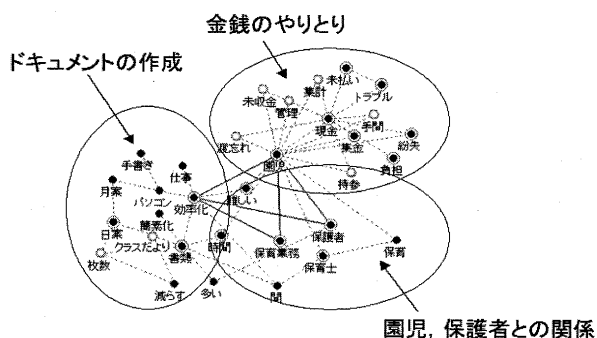 金銭のやりとり
ドキュメントの作成
未払い
未収金
集計
トラブル
管理
現金
手間
集金
紛失
園児
負担
持参
手書き
仕事
月案
パソコン
効率化
難しい
簡素化
日案
クラスだより
書類
時間
枚数
減らす
多い
保育業務
保護者
保育士
保育
間
園児，保護者との関係